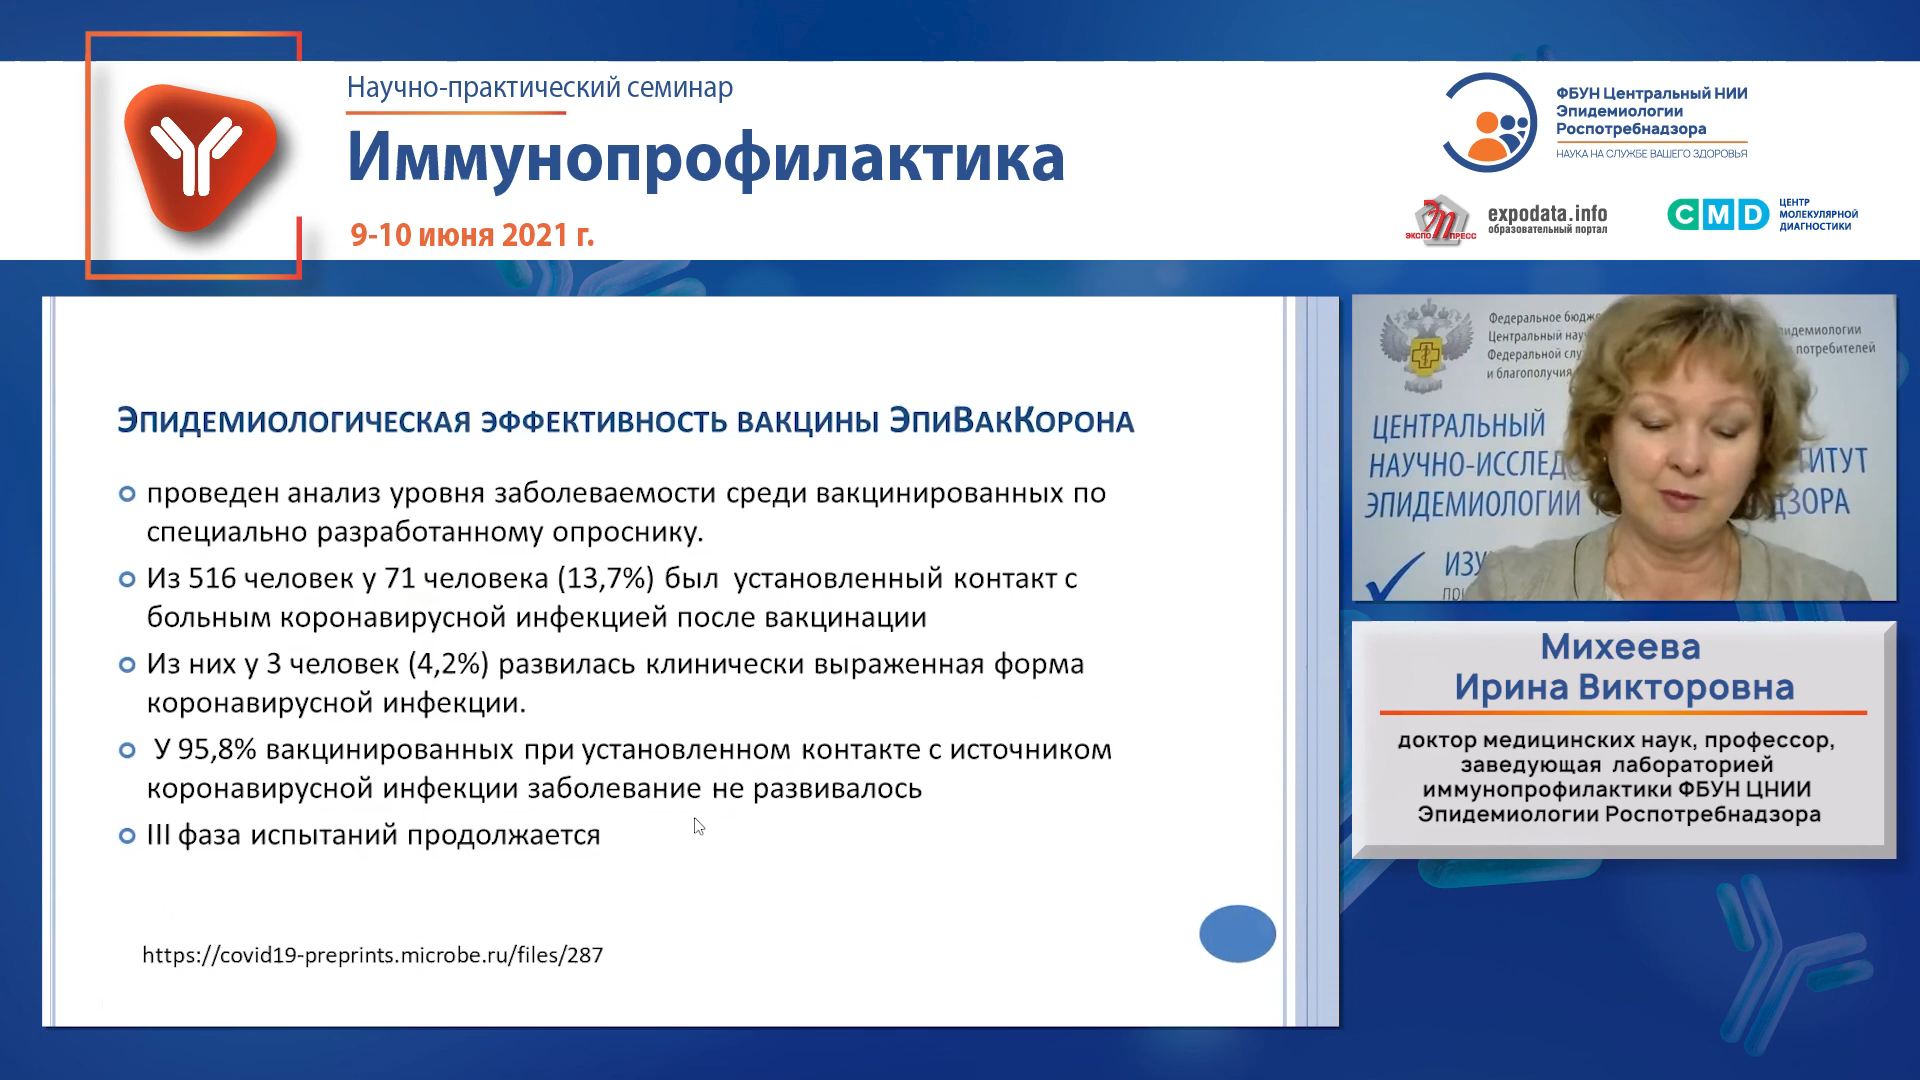 Научно-практический семинар
Иммунопрофилактика
9-10 июня 2021 г.
ФБУН Центральный НИИ
Эпидемиологии
Роспотребнадзора
НАУКА НА СЛУЖБЕ ВАШЕГО ЗДОРОВЬЯ
ЭКСПО ПРЕСС
expodata.info
образовательный портал
CMD
ЦЕНТР
МОЛЕКУЛЯРНОЙ
ДИАГНОСТИКИ
ЭПИДЕМИОЛОГИЧЕСКАЯ ЭФФЕКТИВНОСТЬ ВАКЦИНЫ ЭПИВАККОРОНА
проведен анализ уровня заболеваемости среди вакцинированных по
специально разработанному опроснику.
Из 516 человек у 71 человека (13,7%) был установленный контакт с
больным коронавирусной инфекцией после вакцинации
Из них у 3 человек (4,2%) развилась клинически выраженная форма
коронавирусной инфекции.
У 95,8% вакцинированных при установленном контакте с источником
коронавирусной инфекции заболевание не развивалось
III фаза испытаний продолжается
https://covid19-preprints.microbe.ru/files/287
Федеральное
Центральный эпидемиологии
Федеральной потребителей
и благополучия
ЦЕНТРАЛЬНЫЙ
НАУЧНО-ИССЛЕД ТИТУТ
ЭПИДЕМИОЛОГИИ ДЗОРА
Михеева
Ирина Викторовна
доктор медицинских наук, профессор,
заведующая лабораторией
иммунопрофилактики ФБУН ЦНИИ
Эпидемиологии Роспотребнадзора